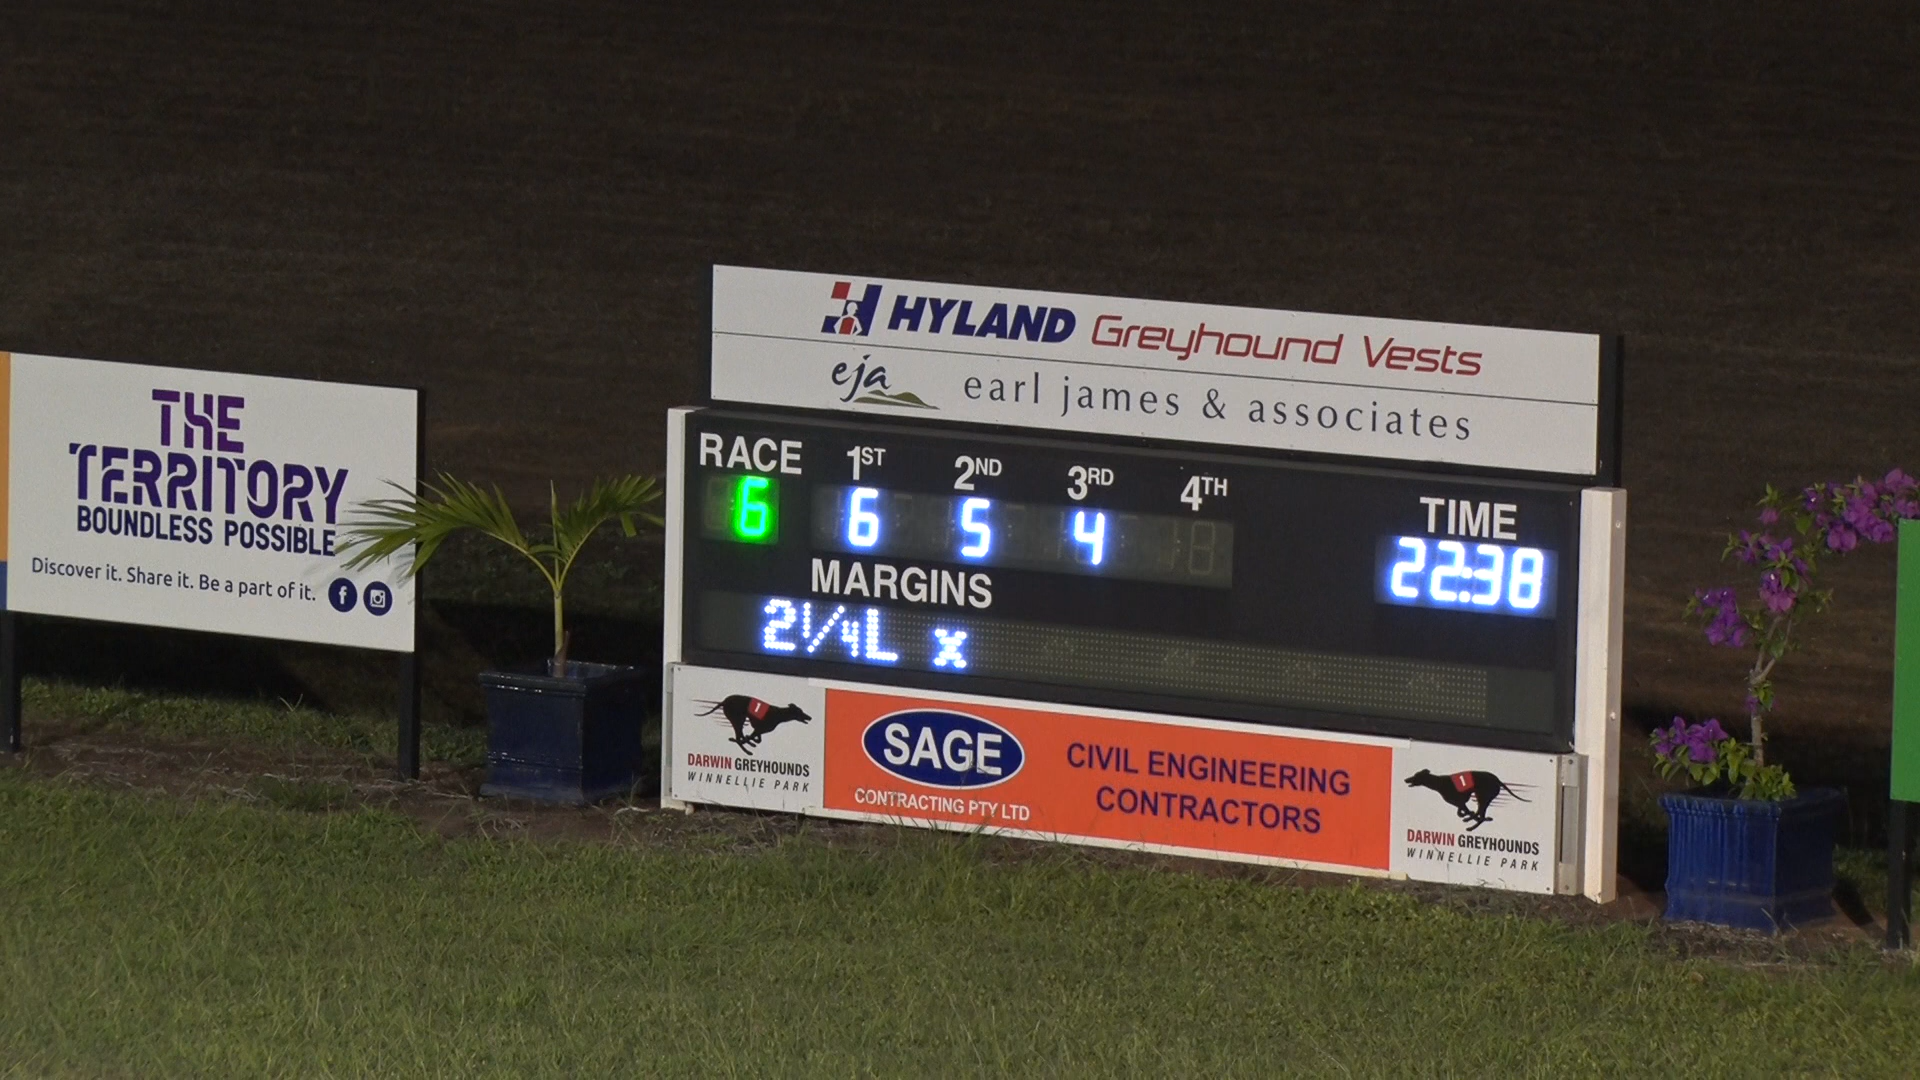 HYLAND Greyhound Vests
eja earl james & associates
THE
TERRITORY
BOUNDLESS POSSIBLE
Discover it. Share it. Be a part of it.
RACE 1ST 2ND 3RD 4TH TIME
6 6 5 4 22:38
MARGINS
2¼L x
1
DARWIN GREYHOUNDS
WINNELLIE PARK
SAGE
CONTRACTING PTY LTD
CIVIL ENGINEERING
CONTRACTORS
1
DARWIN GREYHOUNDS
WINNELLIE PARK